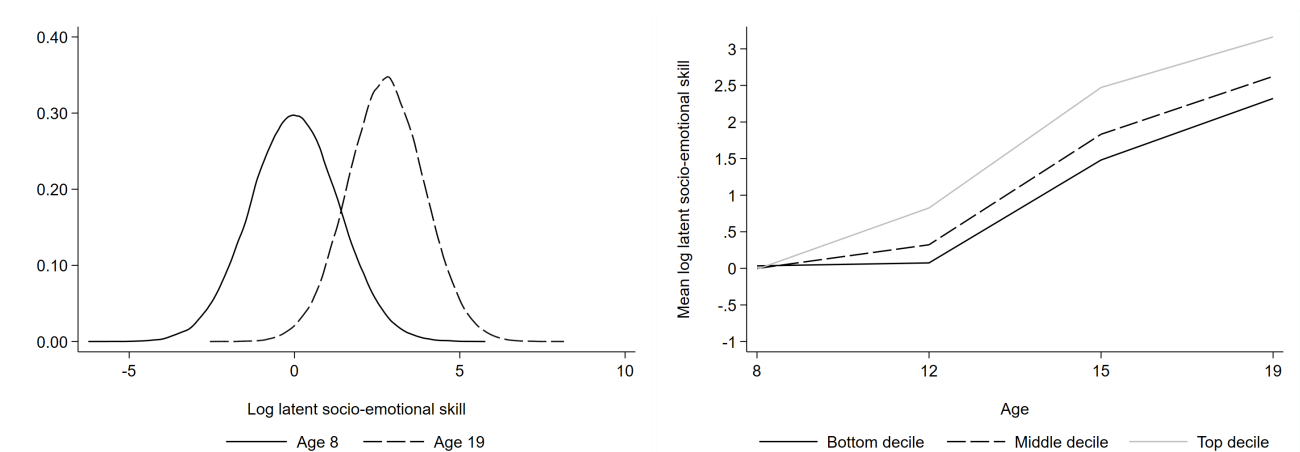 0.40
0.30
0.20
0.10
0.00
-5 0 5 10
Log latent socio-emotional skill
Age 8 Age 19
Mean log latent socio-emotional skill
3
2.5
2
1.5
1
.5
0
-.5
-1
8 12 15 19
Age
Bottom decile Middle decile Top decile